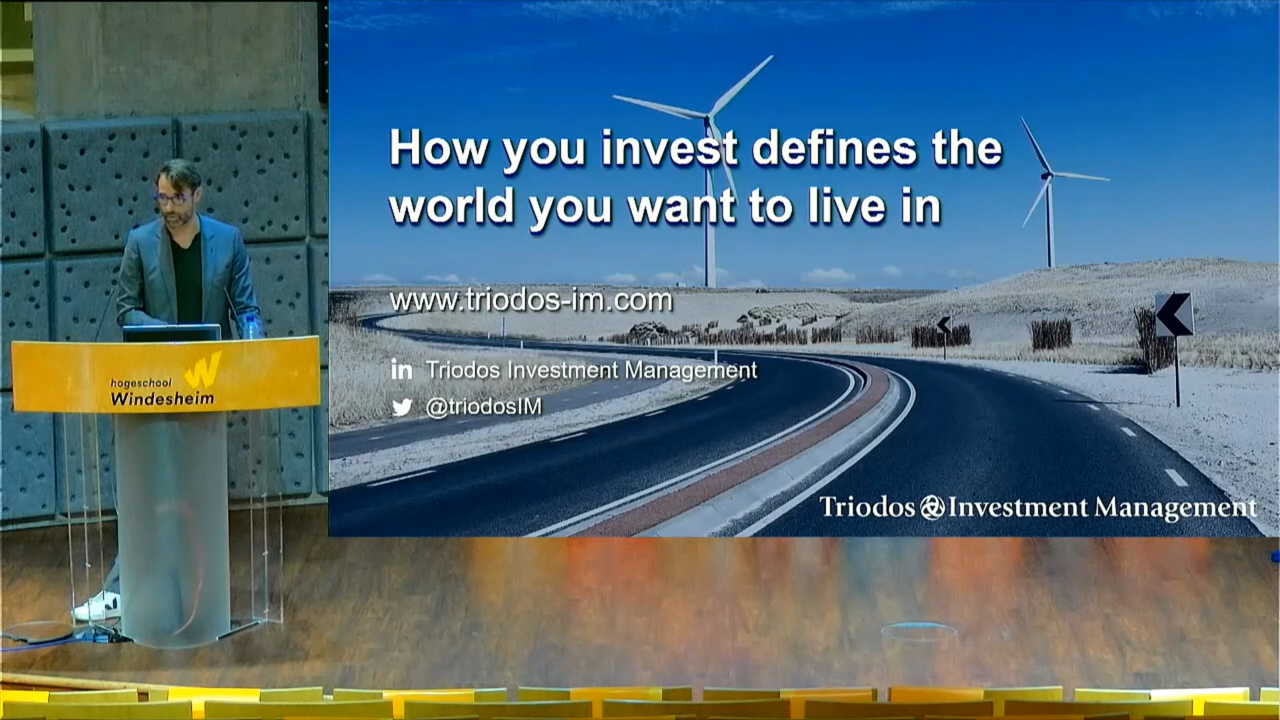 How you invest defines the
world you want to live in
www.triodos-im.com
in Triodos Investment Management
@triodosIM
Triodos Investment Management
hogeschool
Windesheim